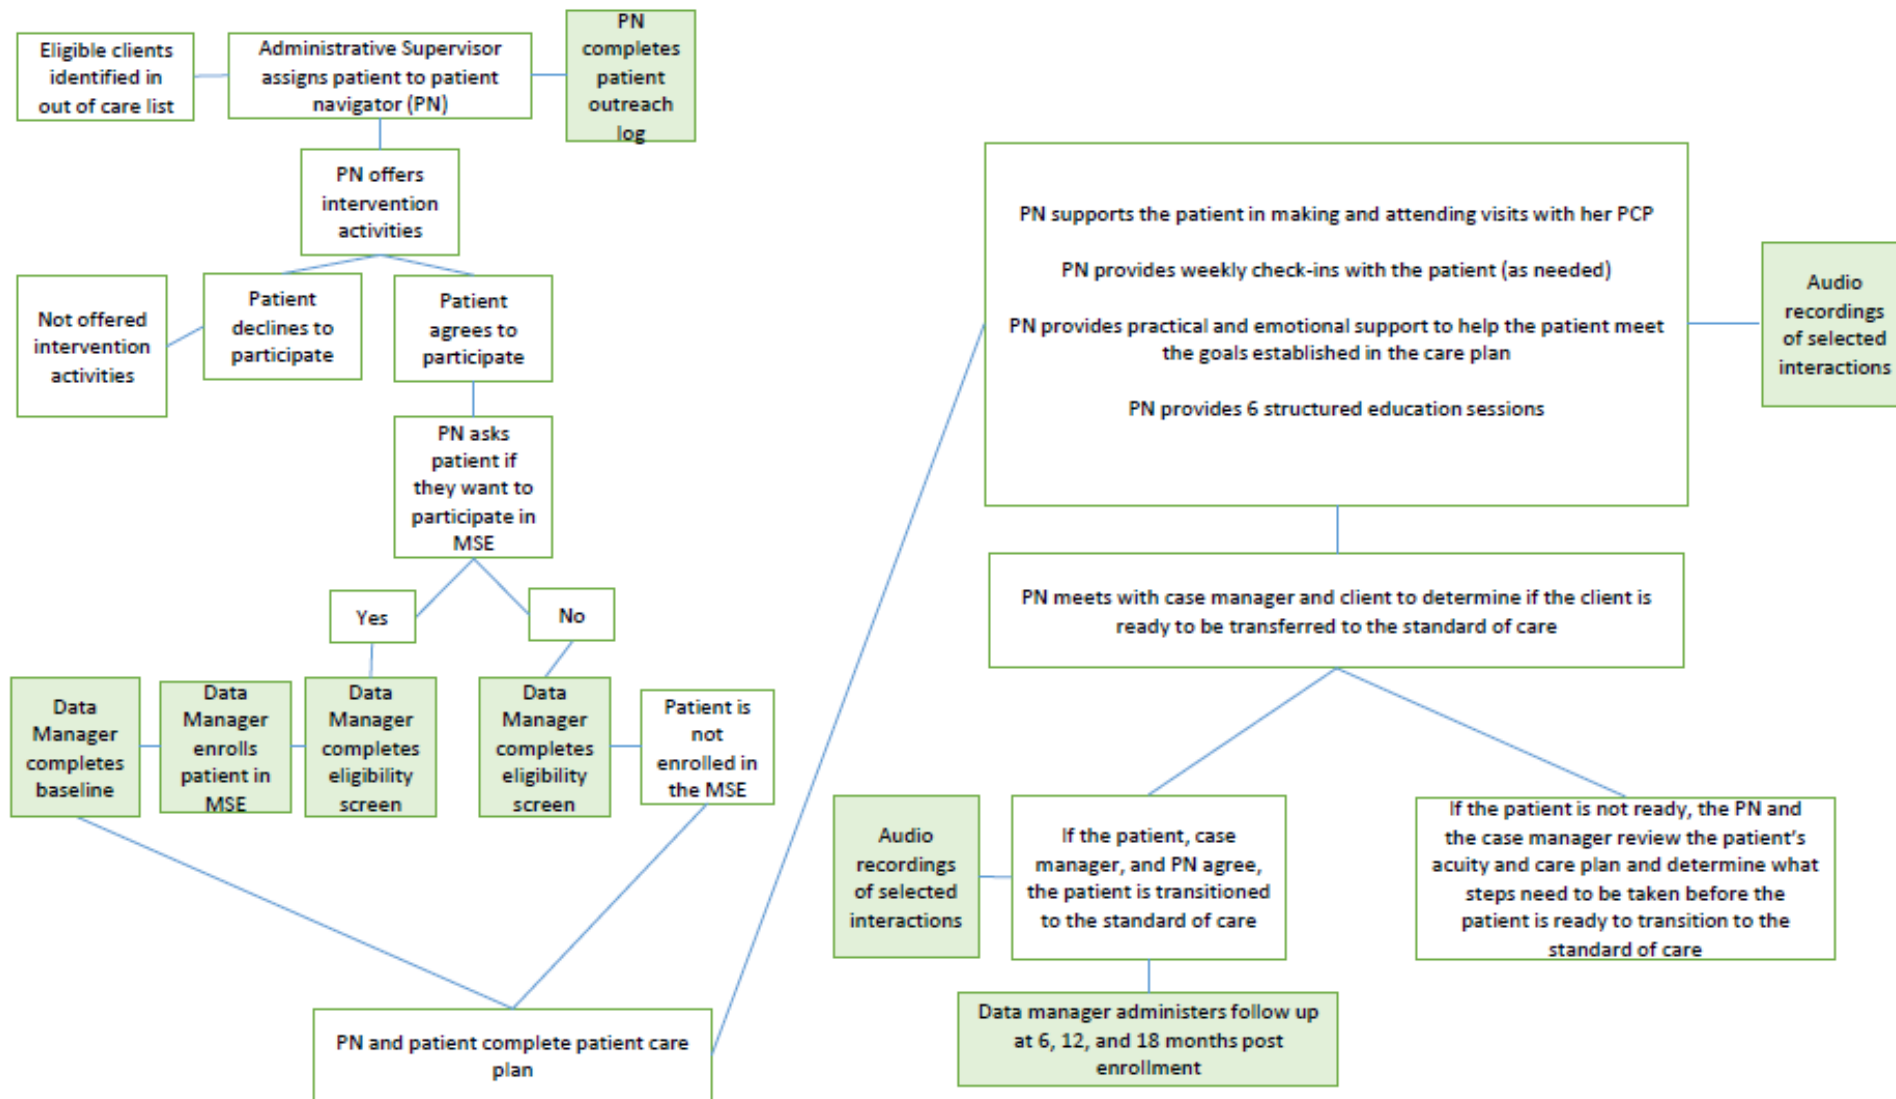 Eligible clients
identified in
out of care list
Administrative Supervisor
assigns patient to patient
navigator (PN)
PN
completes
patient
outreach
log
PN offers
intervention
activities
Not offered
intervention
activities
Patient
declines to
participate
Patient
agrees to
participate
PN asks
patient if
they want to
participate in
MSE
Yes
No
Data
Manager
completes
baseline
Data
Manager
enrolls
patient in
MSE
Data
Manager
completes
eligibility
screen
Data
Manager
completes
eligibility
screen
Patient is
not
enrolled in
the MSE
PN and patient complete patient care
plan
PN supports the patient in making and attending visits with her PCP
PN provides weekly check-ins with the patient (as needed)
PN provides practical and emotional support to help the patient meet
the goals established in the care plan
PN provides 6 structured education sessions
Audio
recordings
of selected
interactions
PN meets with case manager and client to determine if the client is
ready to be transferred to the standard of care
Audio
recordings
of selected
interactions
If the patient, case
manager, and PN agree,
the patient is transitioned
to the standard of care
If the patient is not ready, the PN and
the case manager review the patient's
acuity and care plan and determine what
steps need to be taken before the
patient is ready to transition to the
standard of care
Data manager administers follow up
at 6, 12, and 18 months post
enrollment